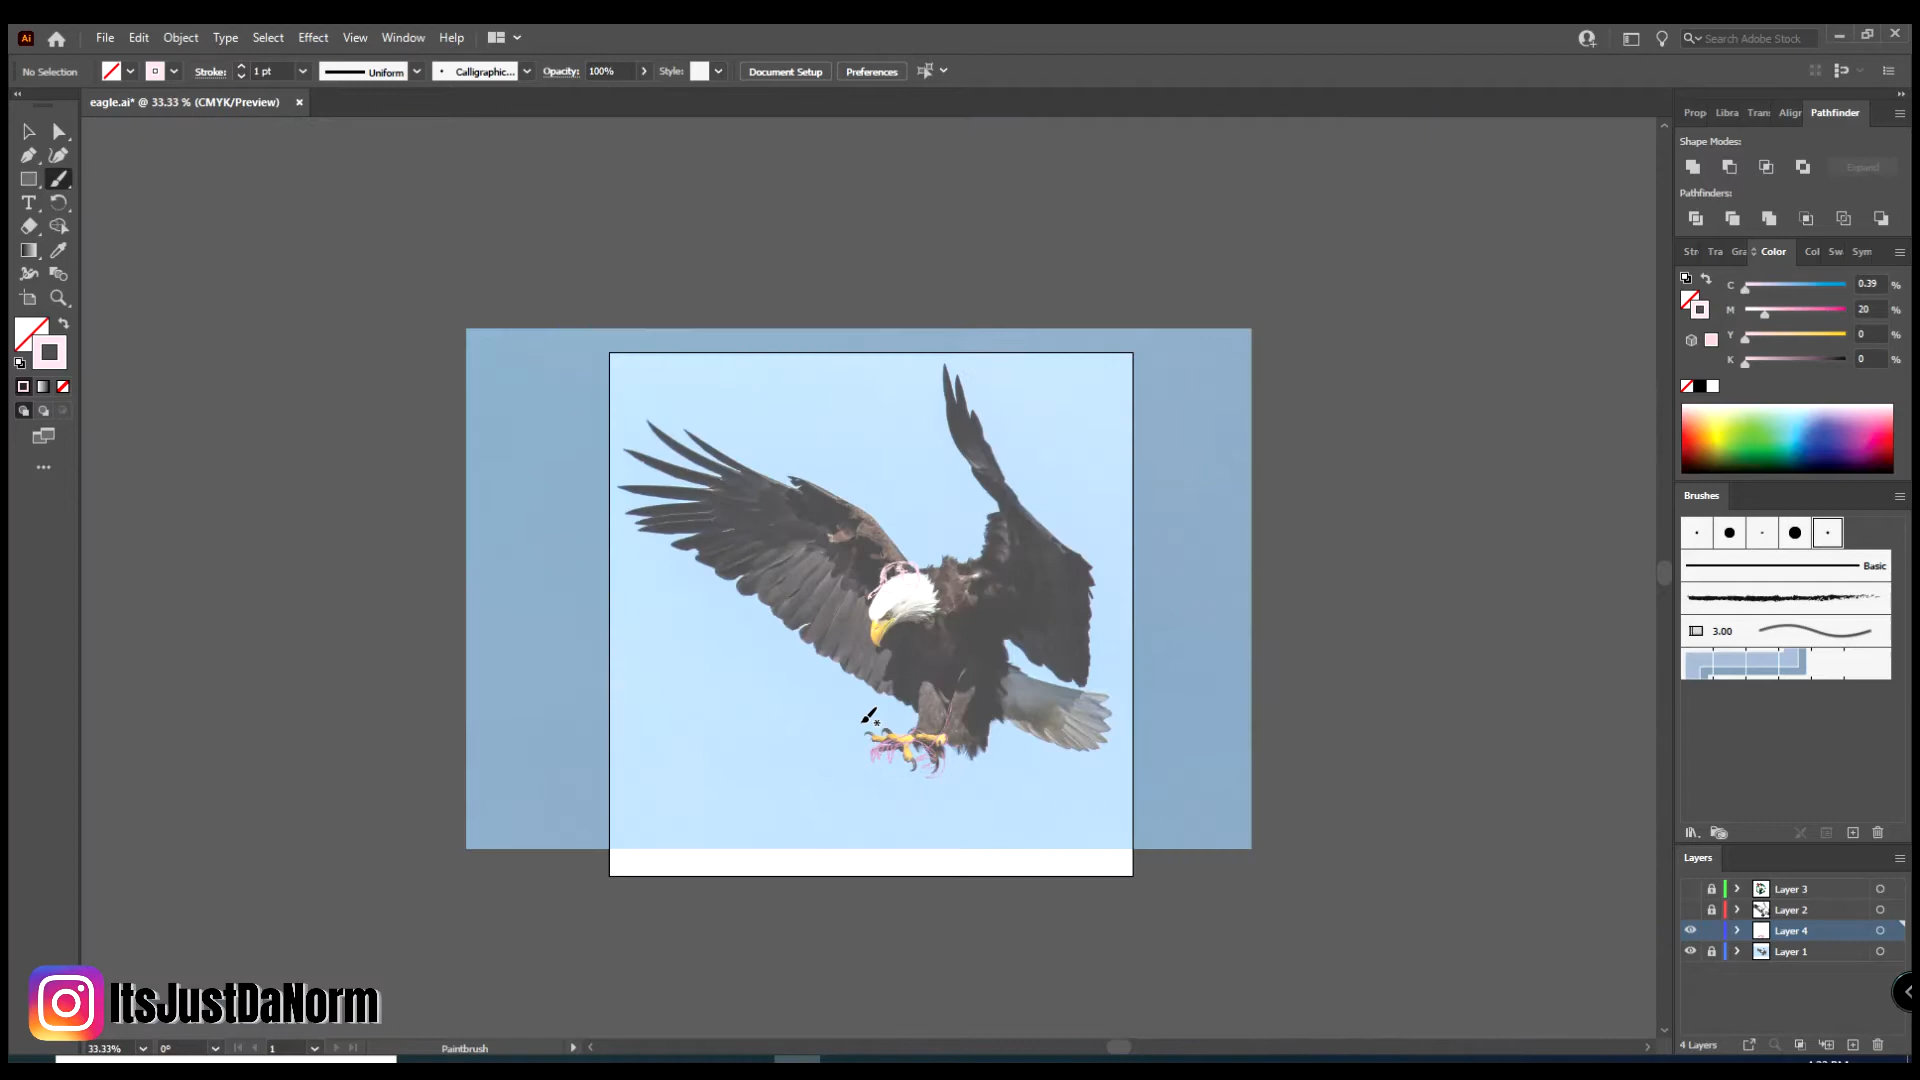 Ai File Edit Object Type Select Effect View Window Help Search Adobe Stock
No Selection Stroke: 1 pt Uniform Calligraphic... Opacity: 100% Style: Document Setup Preferences
eagle.ai* @ 33.33 % (CMYK/Preview) ×
Prop Libra Trans Align Pathfinder
Shape Modes:
Expand
Pathfinders:
Str Tra Gra Color Col Sw Sym
C 0.39 %
M 20 %
Y 0 %
K 0 %
Brushes
Basic
3.00
Layers
Layer 3
Layer 2
Layer 4
Layer 1
4 Layers
ItsJustDaNorm
33.33% 0° 1 Paintbrush